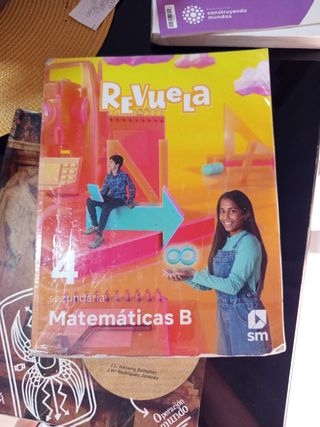 construyendo
mundos
REVUELA
4
secundaria
Matemáticas B
sm
Operación
mundo